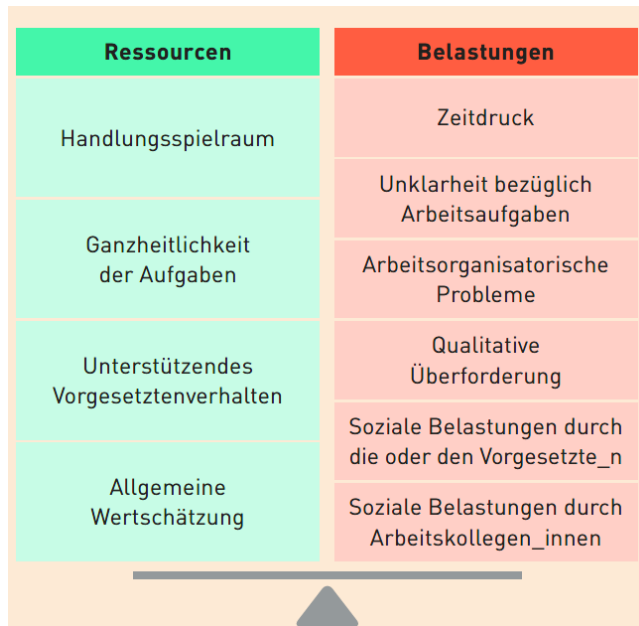 Ressourcen
Handlungsspielraum
Ganzheitlichkeit
der Aufgaben
Unterstützendes
Vorgesetztenverhalten
Allgemeine
Wertschätzung
Belastungen
Zeitdruck
Unklarheit bezüglich
Arbeitsaufgaben
Arbeitsorganisatorische
Probleme
Qualitative
Überforderung
Soziale Belastungen durch
die oder den Vorgesetzte_n
Soziale Belastungen durch
Arbeitskollegen_innen